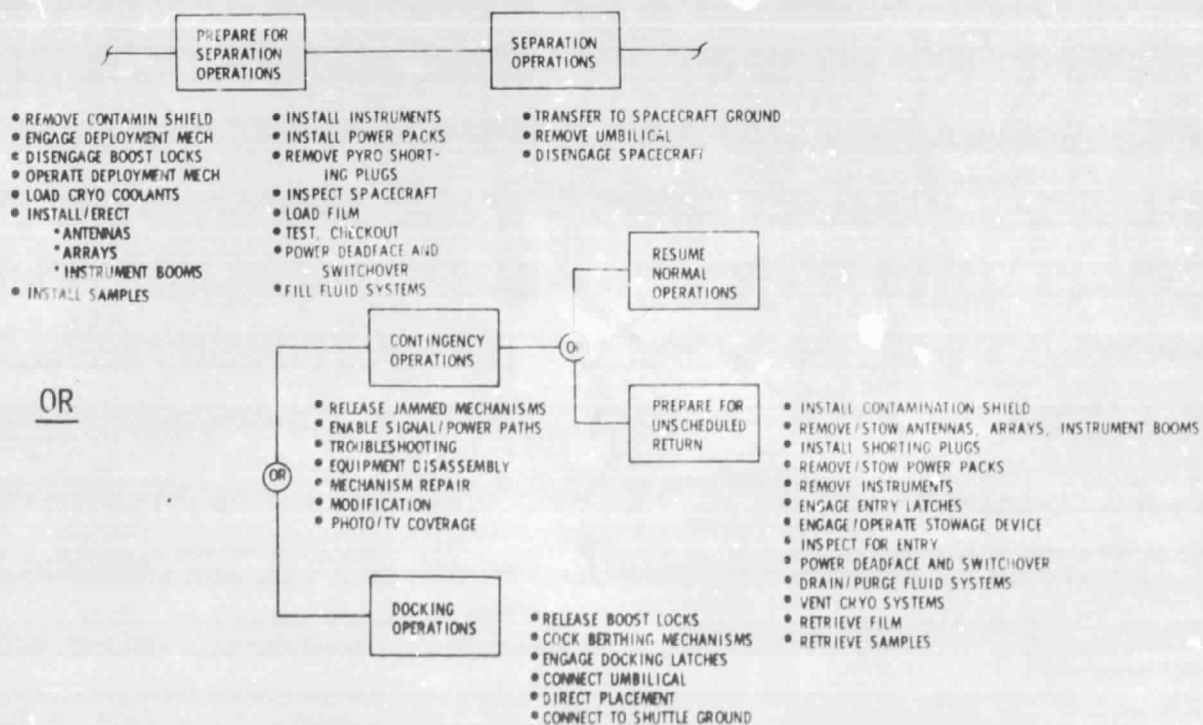 PREPARE FOR
SEPARATION
OPERATIONS
SEPARATION
OPERATIONS
• REMOVE CONTAMIN SHIELD
• ENGAGE DEPLOYMENT MECH
• DISENGAGE BOOST LOCKS
• OPERATE DEPLOYMENT MECH
• LOAD CRYO COOLANTS
• INSTALL/ERECT
*ANTENNAS
*ARRAYS
*INSTRUMENT BOOMS
• INSTALL SAMPLES
• INSTALL INSTRUMENTS
• INSTALL POWER PACKS
• REMOVE PYRO SHORT-
ING PLUGS
• INSPECT SPACECRAFT
• LOAD FILM
• TEST, CHECKOUT
• POWER DEADFACE AND
SWITCHOVER
• FILL FLUID SYSTEMS
• TRANSFER TO SPACECRAFT GROUND
• REMOVE UMBILICAL
• DISENGAGE SPACECRAFT
OR
OR
CONTINGENCY
OPERATIONS
• RELEASE JAMMED MECHANISMS
• ENABLE SIGNAL/POWER PATHS
• TROUBLESHOOTING
• EQUIPMENT DISASSEMBLY
• MECHANISM REPAIR
• MODIFICATION
• PHOTO/TV COVERAGE
OR
RESUME
NORMAL
OPERATIONS
PREPARE FOR
UNSCHEDULED
RETURN
• INSTALL CONTAMINATION SHIELD
• REMOVE/STOW ANTENNAS, ARRAYS, INSTRUMENT BOOMS
• INSTALL SHORTING PLUGS
• REMOVE/STOW POWER PACKS
• REMOVE INSTRUMENTS
• ENGAGE ENTRY LATCHES
• ENGAGE/OPERATE STOWAGE DEVICE
• INSPECT FOR ENTRY
• POWER DEADFACE AND SWITCHOVER
• DRAIN/PURGE FLUID SYSTEMS
• VENT CRYO SYSTEMS
• RETRIEVE FILM
• RETRIEVE SAMPLES
DOCKING
OPERATIONS
• RELEASE BOOST LOCKS
• COCK BERTHING MECHANISMS
• ENGAGE DOCKING LATCHES
• CONNECT UMBILICAL
• DIRECT PLACEMENT
• CONNECT TO SHUTTLE GROUND